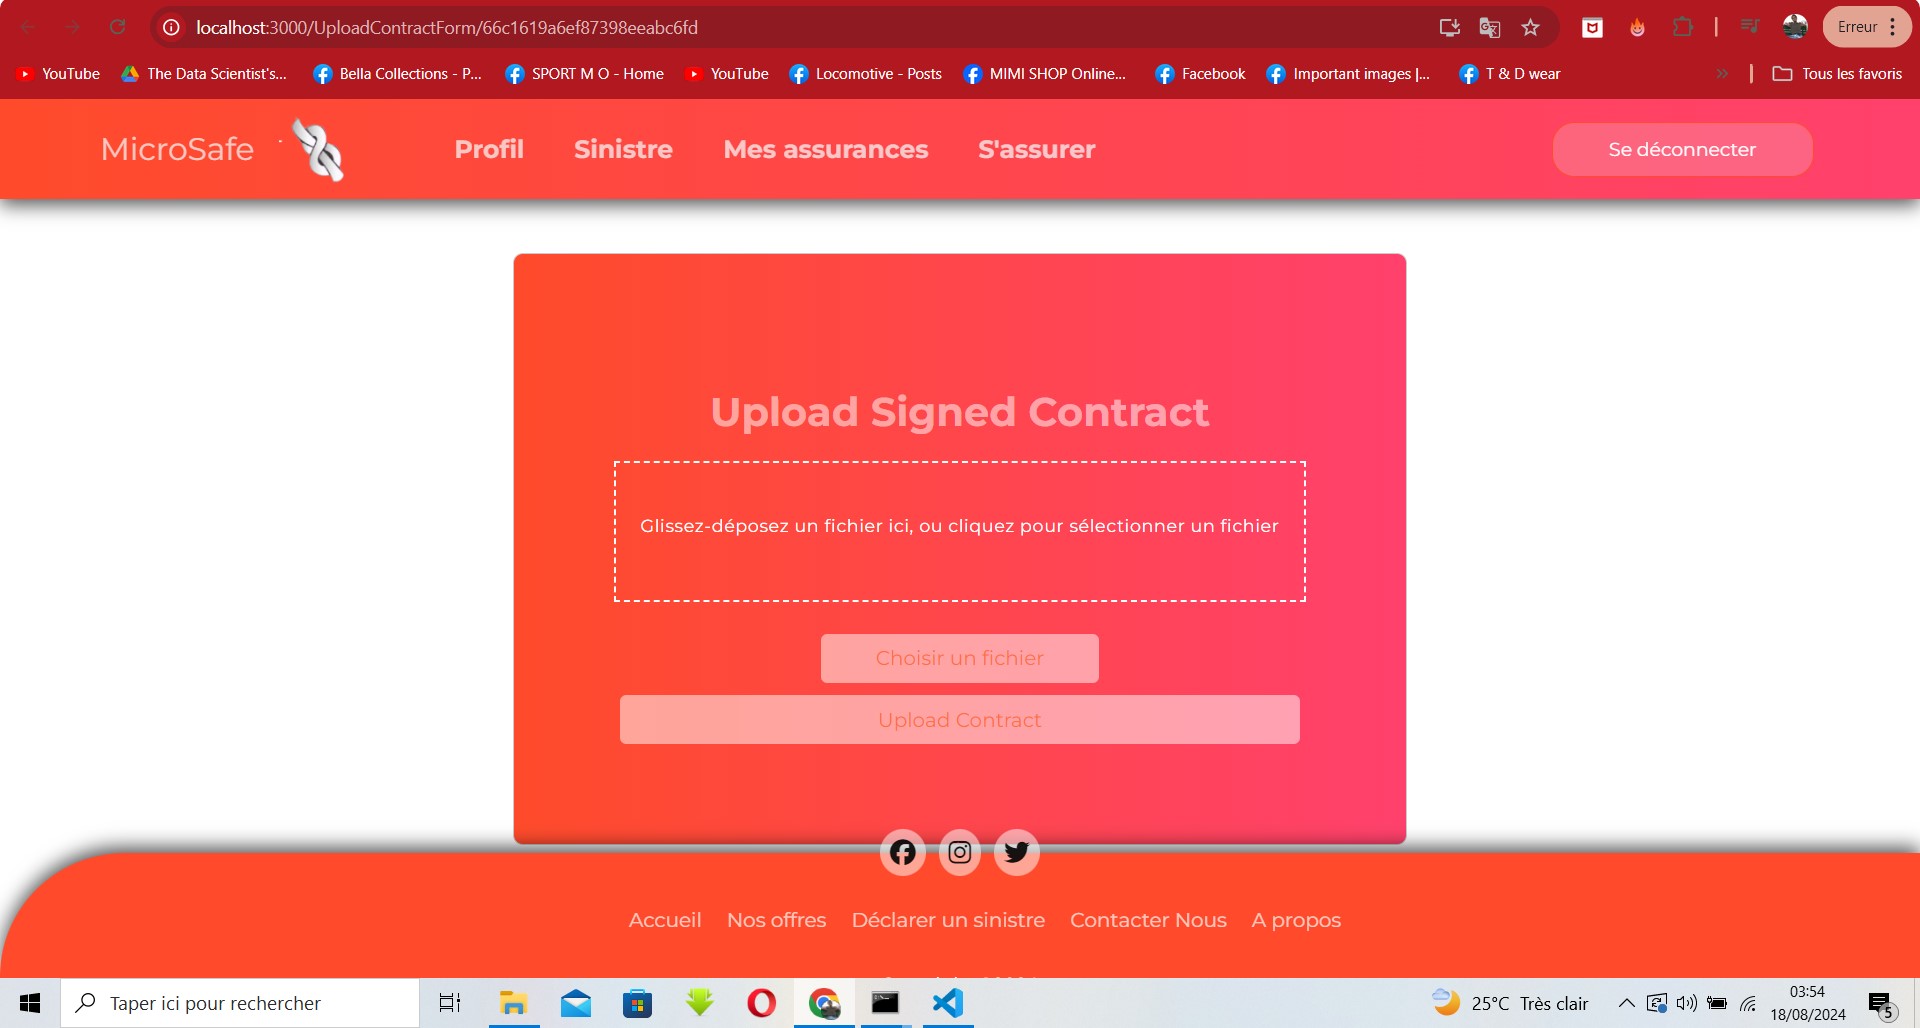 localhost:3000/UploadContractForm/66c1619a6ef87398eeabc6fd
Erreur
YouTube The Data Scientist's... Bella Collections - P... SPORT M O - Home YouTube Locomotive - Posts MIMI SHOP Online... Facebook Important images |... T & D wear » Tous les favoris
MicroSafe Profil Sinistre Mes assurances S'assurer Se déconnecter
Upload Signed Contract
Glissez-déposez un fichier ici, ou cliquez pour sélectionner un fichier
Choisir un fichier
Upload Contract
Accueil Nos offres Déclarer un sinistre Contacter Nous A propos
Taper ici pour rechercher
25°C Très clair
03:54
18/08/2024
5